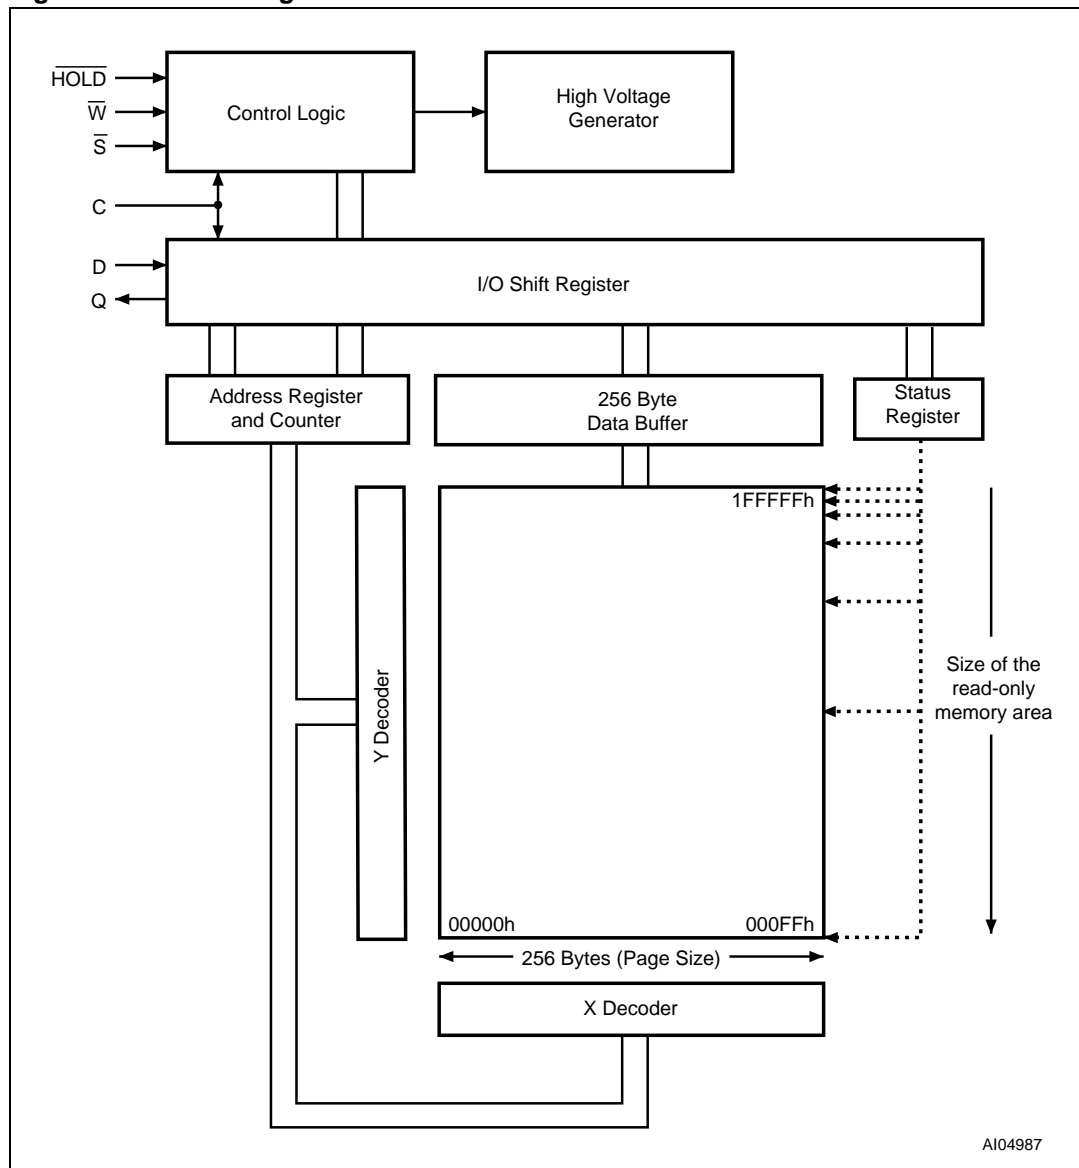 HOLD
W
S
Control Logic
High Voltage
Generator
C
D
Q
I/O Shift Register
Address Register
and Counter
256 Byte
Data Buffer
Status
Register
1FFFFFh
Y Decoder
Size of the
read-only
memory area
00000h
000FFh
256 Bytes (Page Size)
X Decoder
AI04987